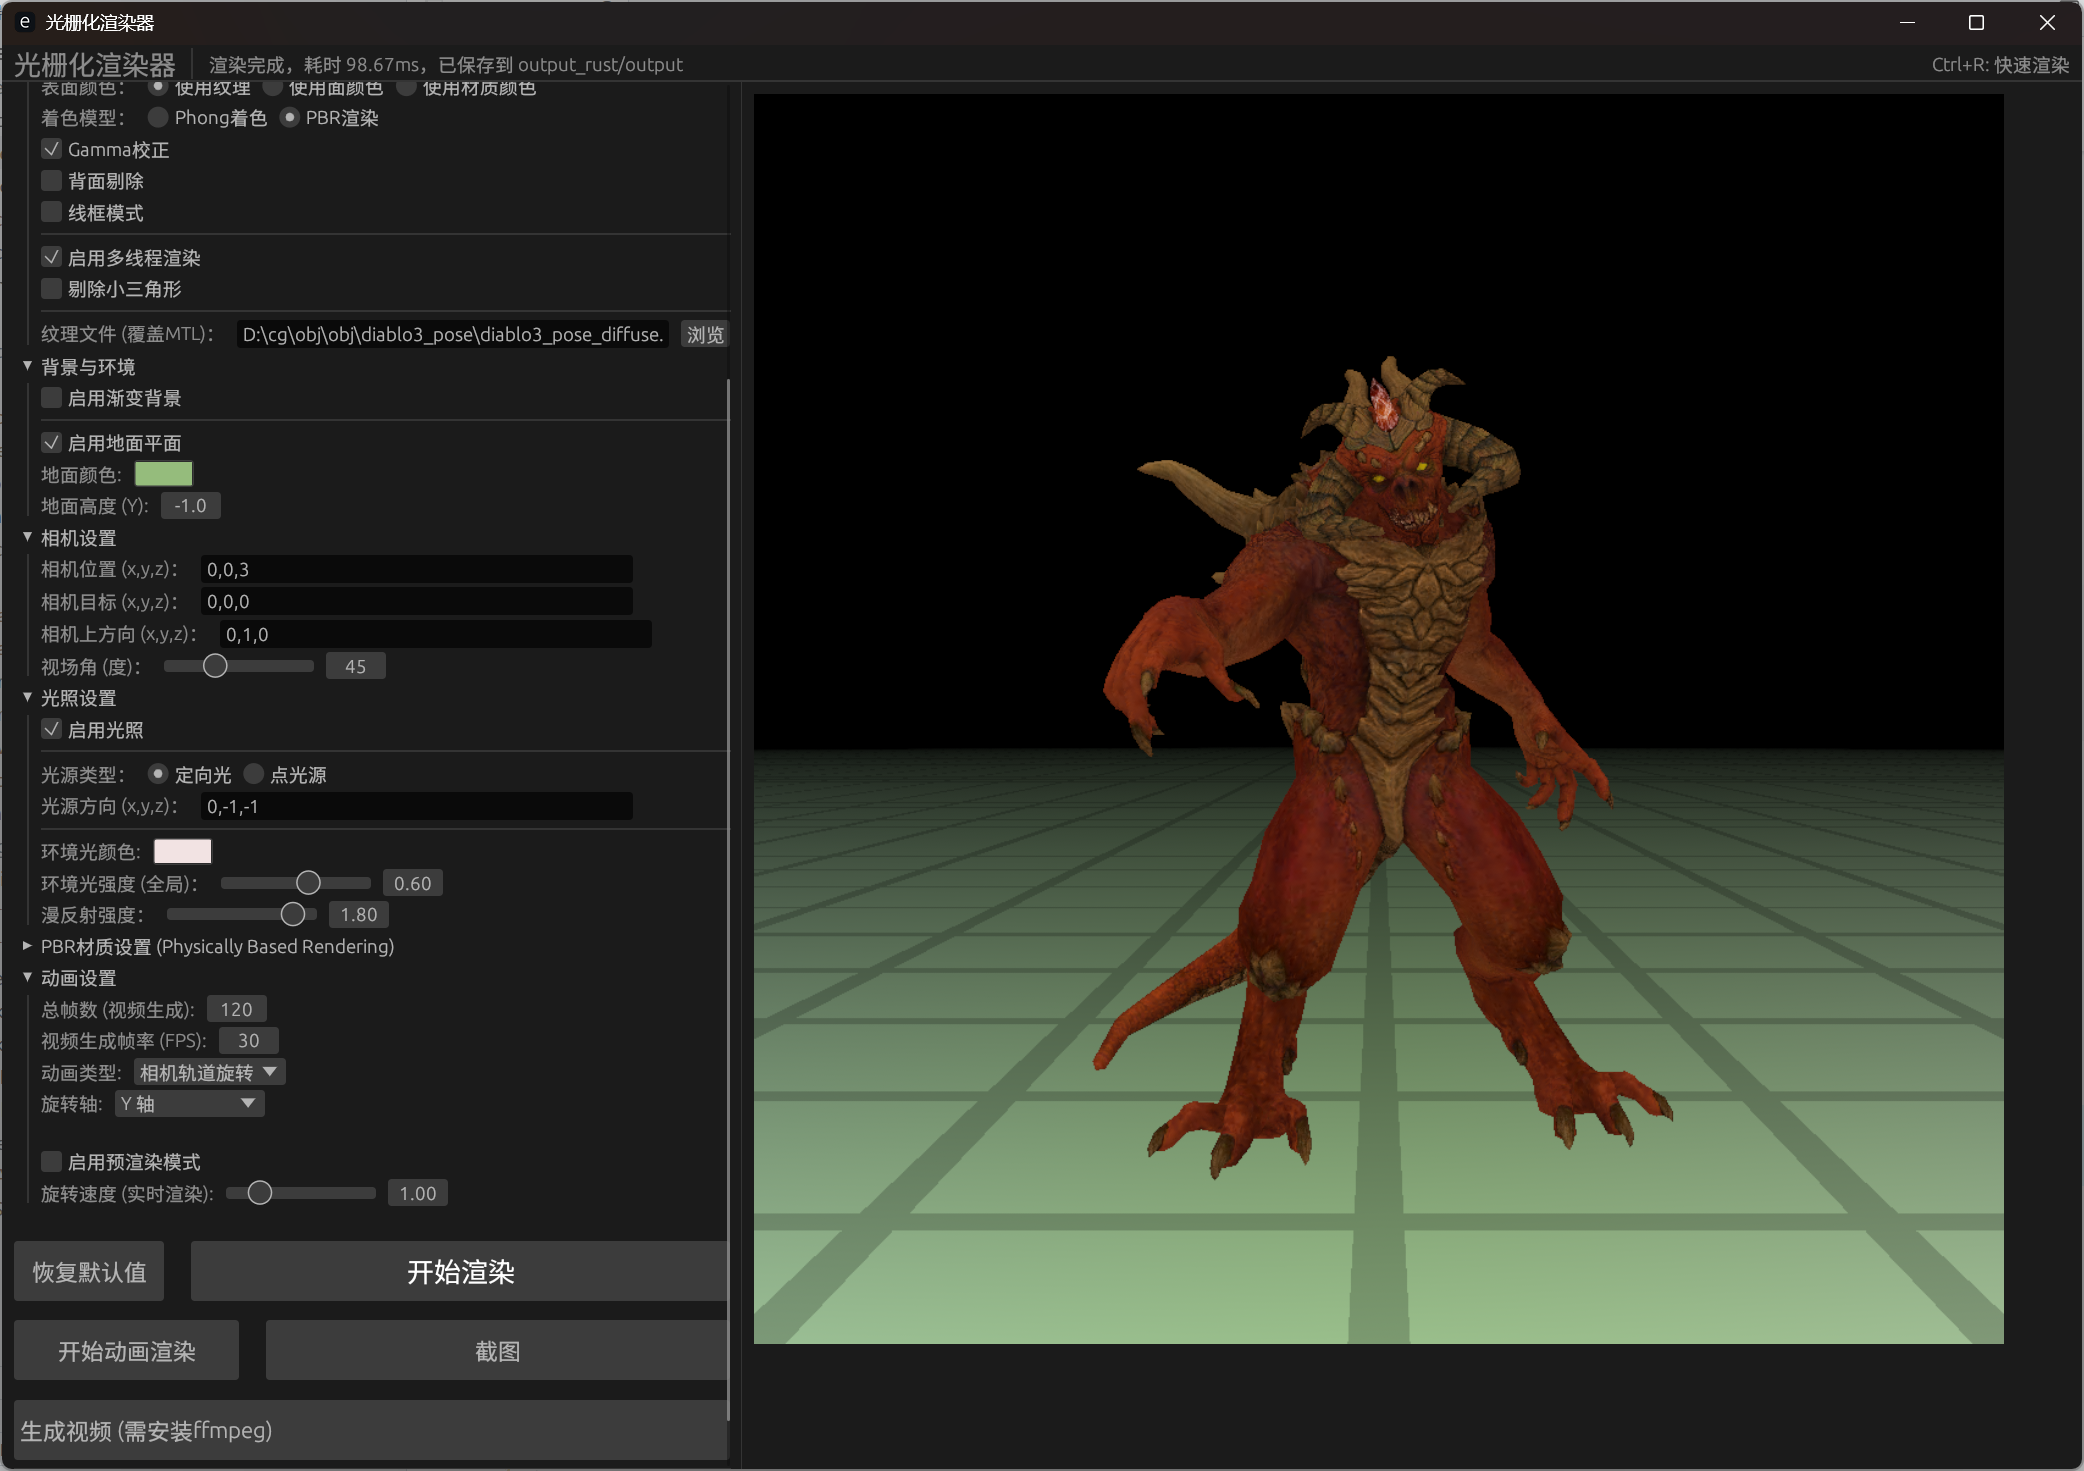 e 光栅化渲染器
光栅化渲染器 渲染完成，耗时 98.67ms，已保存到 output_rust/output Ctrl+R: 快速渲染
表面颜色： 使用纹理 使用面颜色 使用材质颜色
着色模型： Phong着色 PBR渲染
Gamma校正
背面剔除
线框模式
启用多线程渲染
剔除小三角形
纹理文件 (覆盖MTL)： D:\cg\obj\obj\diablo3_pose\diablo3_pose_diffuse. 浏览
背景与环境
启用渐变背景
启用地面平面
地面颜色:
地面高度 (Y): -1.0
相机设置
相机位置 (x,y,z)： 0,0,3
相机目标 (x,y,z)： 0,0,0
相机上方向 (x,y,z)： 0,1,0
视场角 (度)： 45
光照设置
启用光照
光源类型： 定向光 点光源
光源方向 (x,y,z)： 0,-1,-1
环境光颜色:
环境光强度 (全局)： 0.60
漫反射强度： 1.80
PBR材质设置 (Physically Based Rendering)
动画设置
总帧数 (视频生成): 120
视频生成帧率 (FPS): 30
动画类型: 相机轨道旋转
旋转轴: Y 轴
启用预渲染模式
旋转速度 (实时渲染): 1.00
恢复默认值 开始渲染
开始动画渲染 截图
生成视频 (需安装ffmpeg)